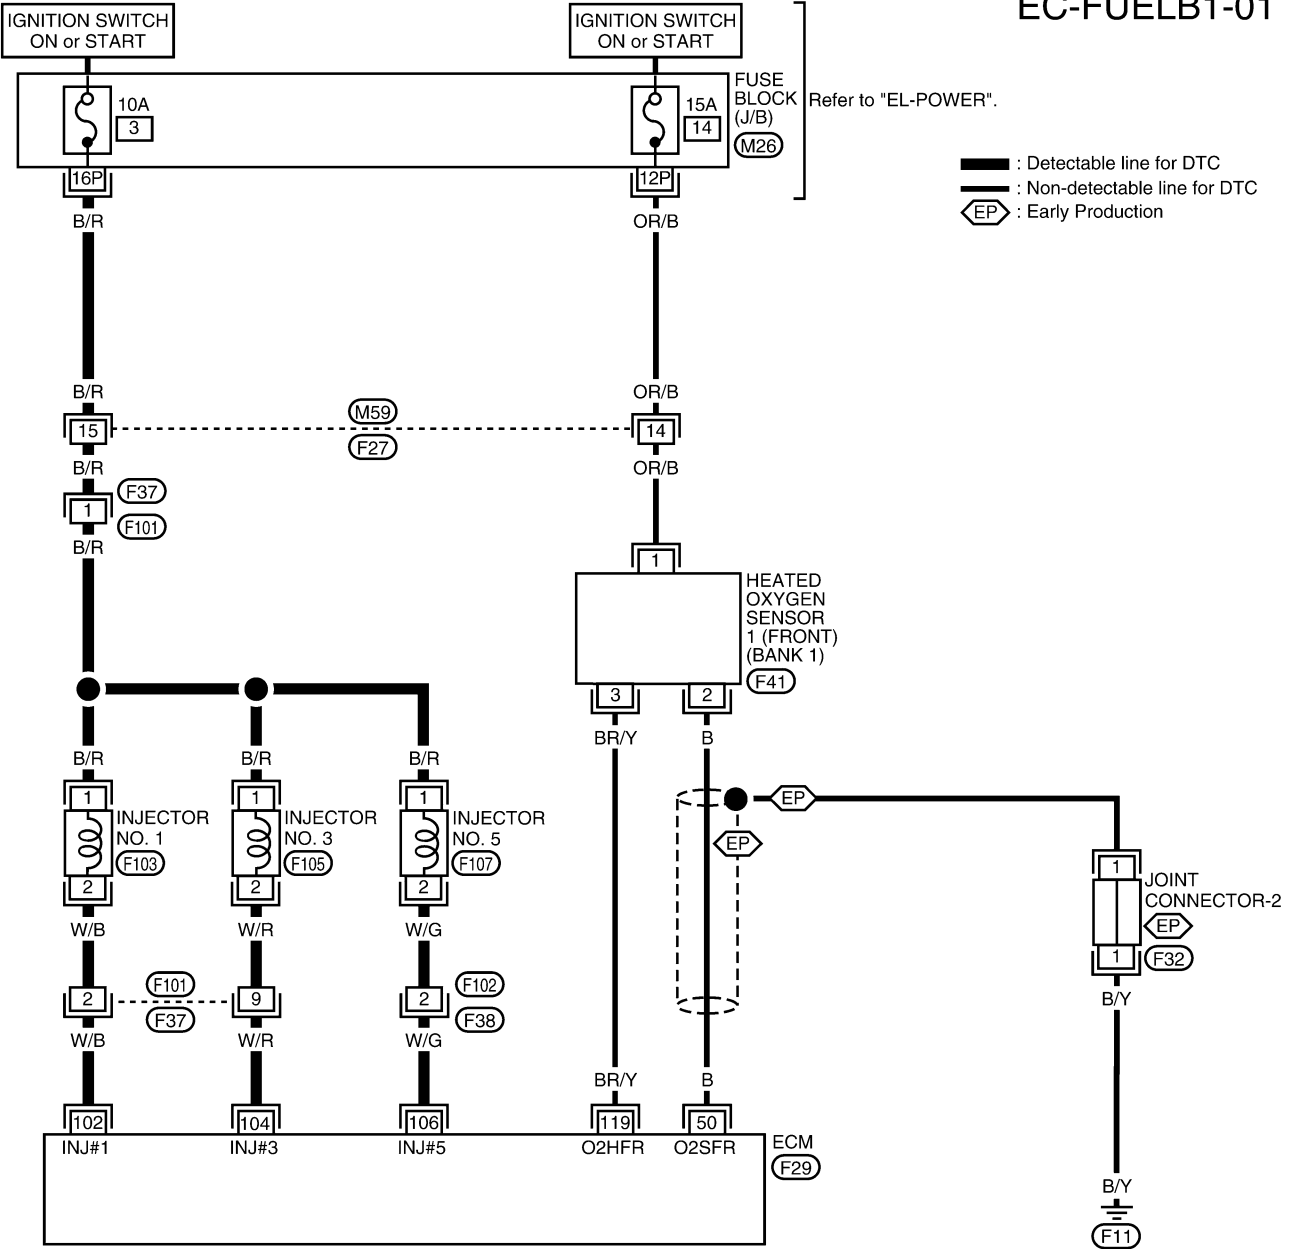 EC-FUELB1-01
IGNITION SWITCH
ON or START
IGNITION SWITCH
ON or START
10A
3
15A
14
FUSE
BLOCK
(J/B)
M26
Refer to "EL-POWER".
: Detectable line for DTC
: Non-detectable line for DTC
EP : Early Production
16P
12P
B/R
OR/B
B/R
OR/B
15
M59
F27
14
B/R
OR/B
1
F37
F101
B/R
1
HEATED
OXYGEN
SENSOR
1 (FRONT)
(BANK 1)
F41
3
2
BR/Y
B
B/R
B/R
B/R
1
INJECTOR
NO. 1
F103
2
1
INJECTOR
NO. 3
F105
2
1
INJECTOR
NO. 5
F107
2
EP
EP
1
JOINT
CONNECTOR-2
EP
1
F32
W/B
W/R
W/G
B/Y
2
F101
F37
9
2
F102
F38
W/B
W/R
W/G
BR/Y
B
102
104
106
119
50
INJ#1
INJ#3
INJ#5
O2HFR
O2SFR
ECM
F29
B/Y
F11